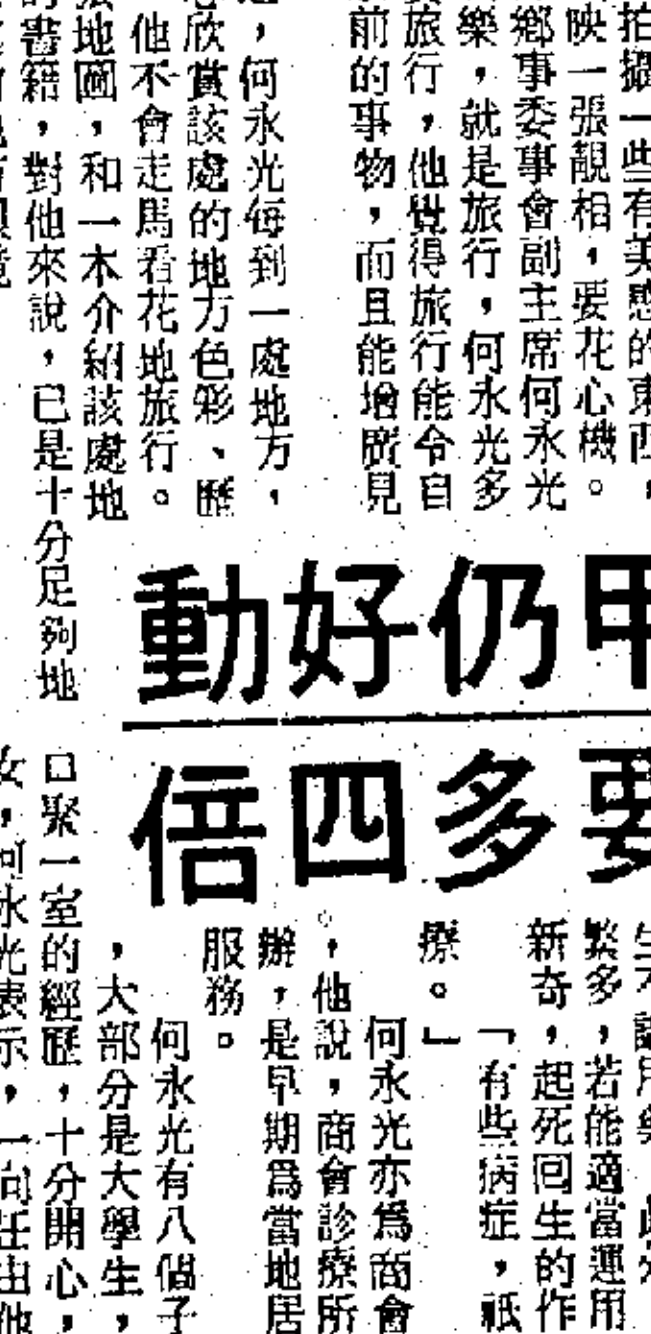 拍攝一些有美感的東西，
映一張靚相，要花心機。
鄉事委事會副主席何永光
樂，就是旅行，何永光多
旅行，他覺得旅行能令自
前的事物，而且能增廣見
，何永光每到一處地方，
欣賞該處的地方色彩、歷
他不會走馬看花地旅行。
地圖，和一本介紹該處地
書籍，對他來說，已是十分足夠地
甲仍好動
要多四倍
繁多，若能適當運用
新奇，起死回生的作
「有些病症，祇
療。」
何永光亦為商會
，他說，商會診療所
辦，是早期為當地居
服務。
何永光有八個子
，大部分是大學生，
口聚一室的經歷，十分開心，
女，何永光表示，一向任由他